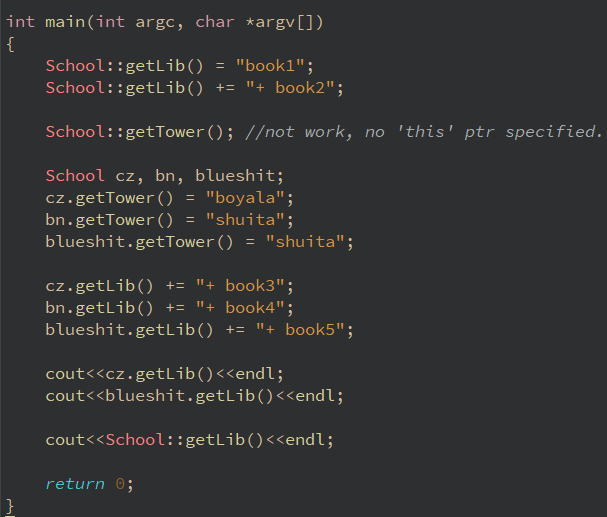 int main(int argc, char *argv[])
{
    School::getLib() = "book1";
    School::getLib() += "+ book2";

    School::getTower(); //not work, no 'this' ptr specified.

    School cz, bn, blueshit;
    cz.getTower() = "boyala";
    bn.getTower() = "shuita";
    blueshit.getTower() = "shuita";

    cz.getLib() += "+ book3";
    bn.getLib() += "+ book4";
    blueshit.getLib() += "+ book5";

    cout<<cz.getLib()<<endl;
    cout<<blueshit.getLib()<<endl;

    cout<<School::getLib()<<endl;

    return 0;
}